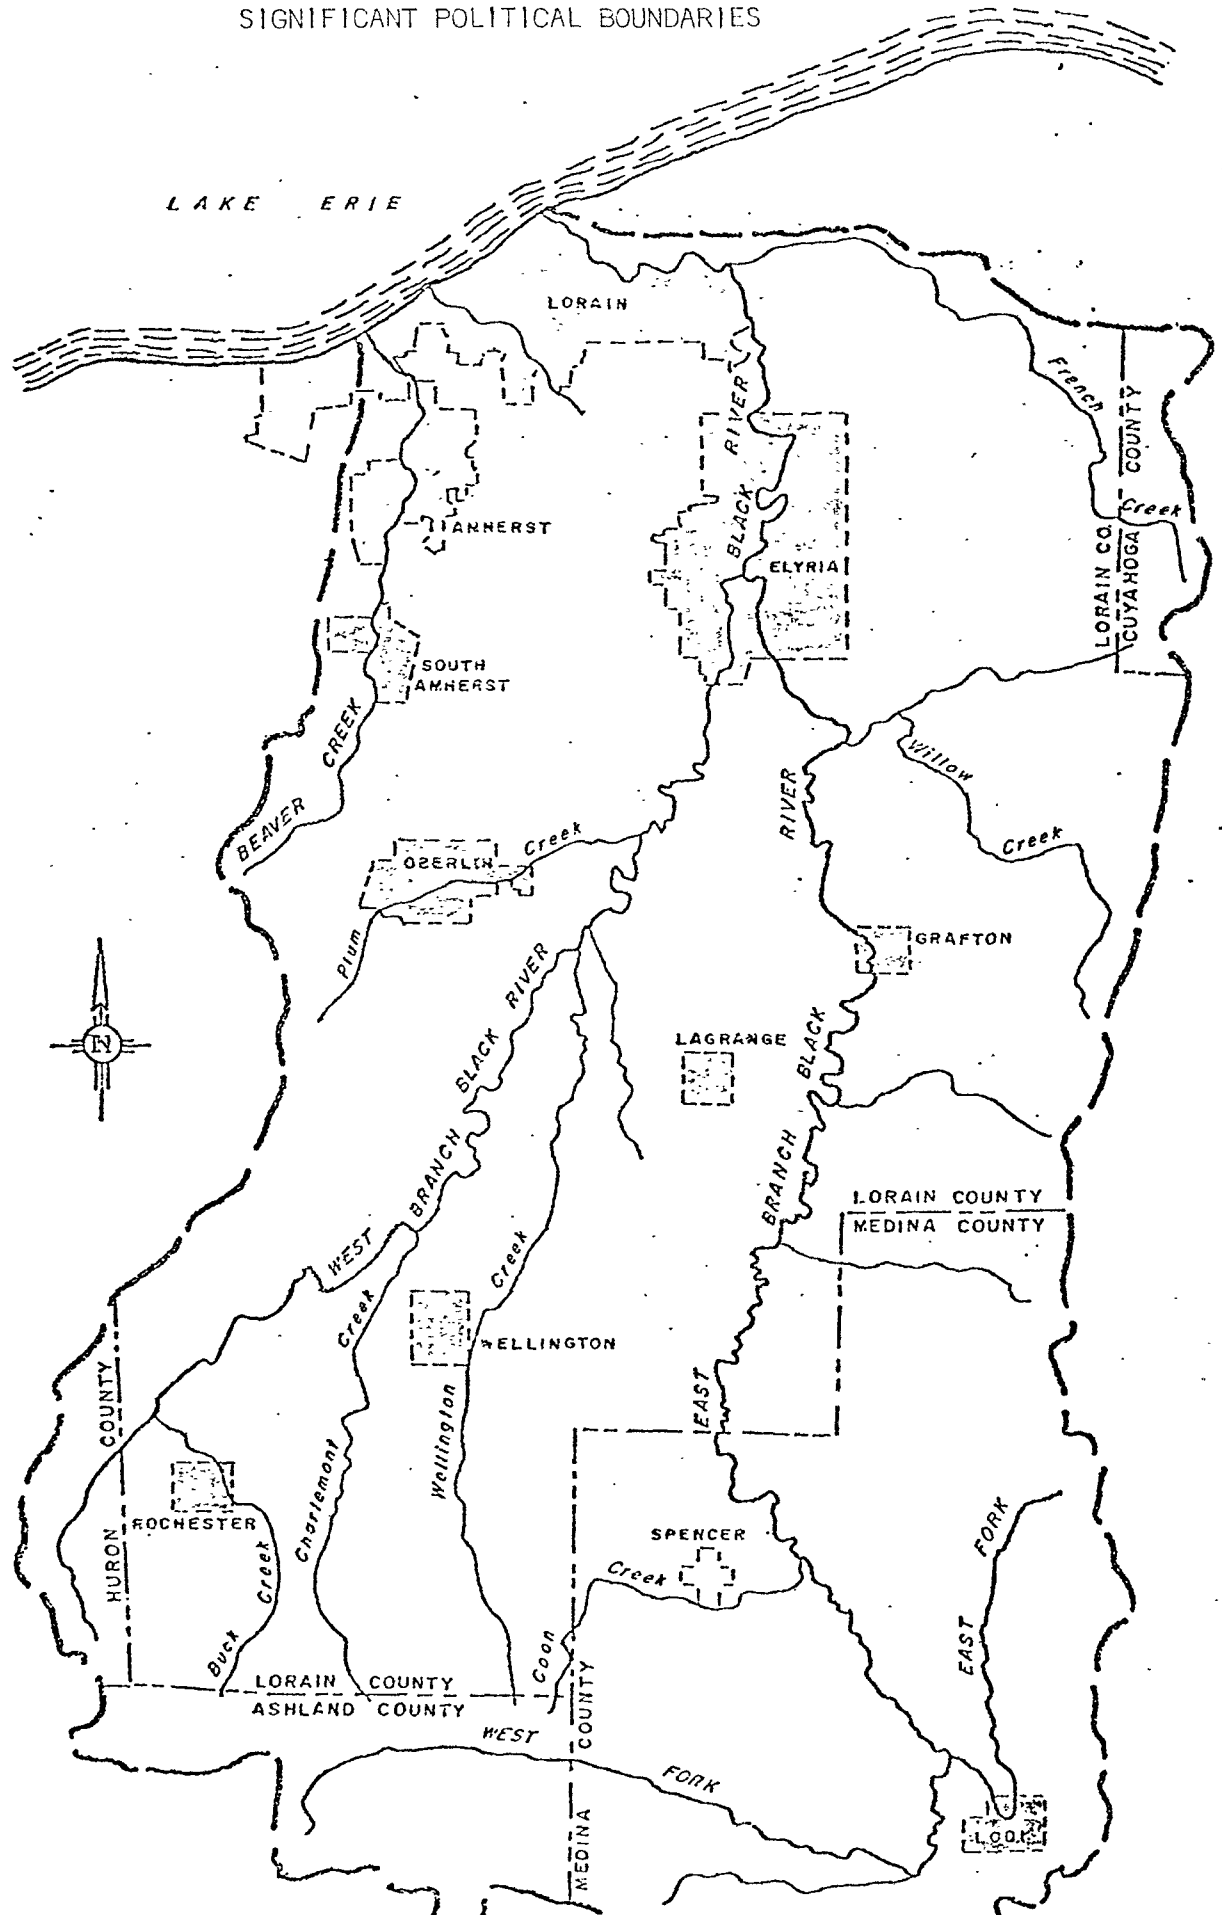 SIGNIFICANT POLITICAL BOUNDARIES
LAKE ERIE
LORAIN
French
Creek
COUNTY
LORAIN CO.
CUYAHOGA
BLACK RIVER
AMHERST
ELYRIA
SOUTH
AMHERST
BEAVER CREEK
Willow
Creek
RIVER
OBERLIN
Creek
Plum
GRAFTON
N
LAGRANGE
BLACK
BRANCH
EAST
WEST BRANCH BLACK RIVER
LORAIN COUNTY
MEDINA COUNTY
Creek
Creek
WELLINGTON
Wellington
Charlemont
COUNTY
HURON
ROCHESTER
Creek
Buck
SPENCER
Creek
Coon
FORK
EAST
LORAIN COUNTY
ASHLAND COUNTY
COUNTY
MEDINA
WEST
FORK
LODI